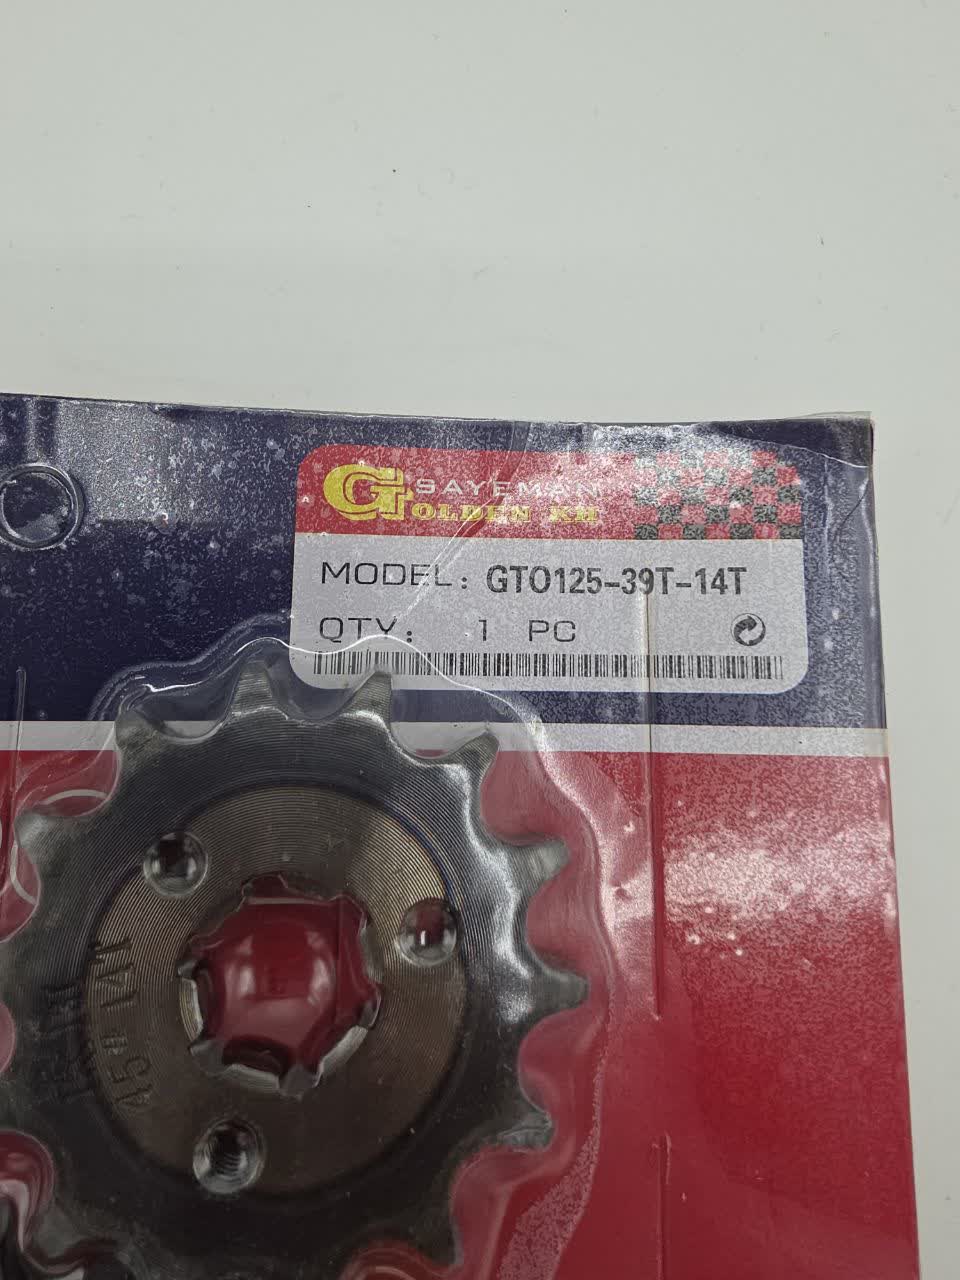 G SAYEMAN
GOLDEN KH
MODEL: GTO125-39T-14T
QTY: 1 PC